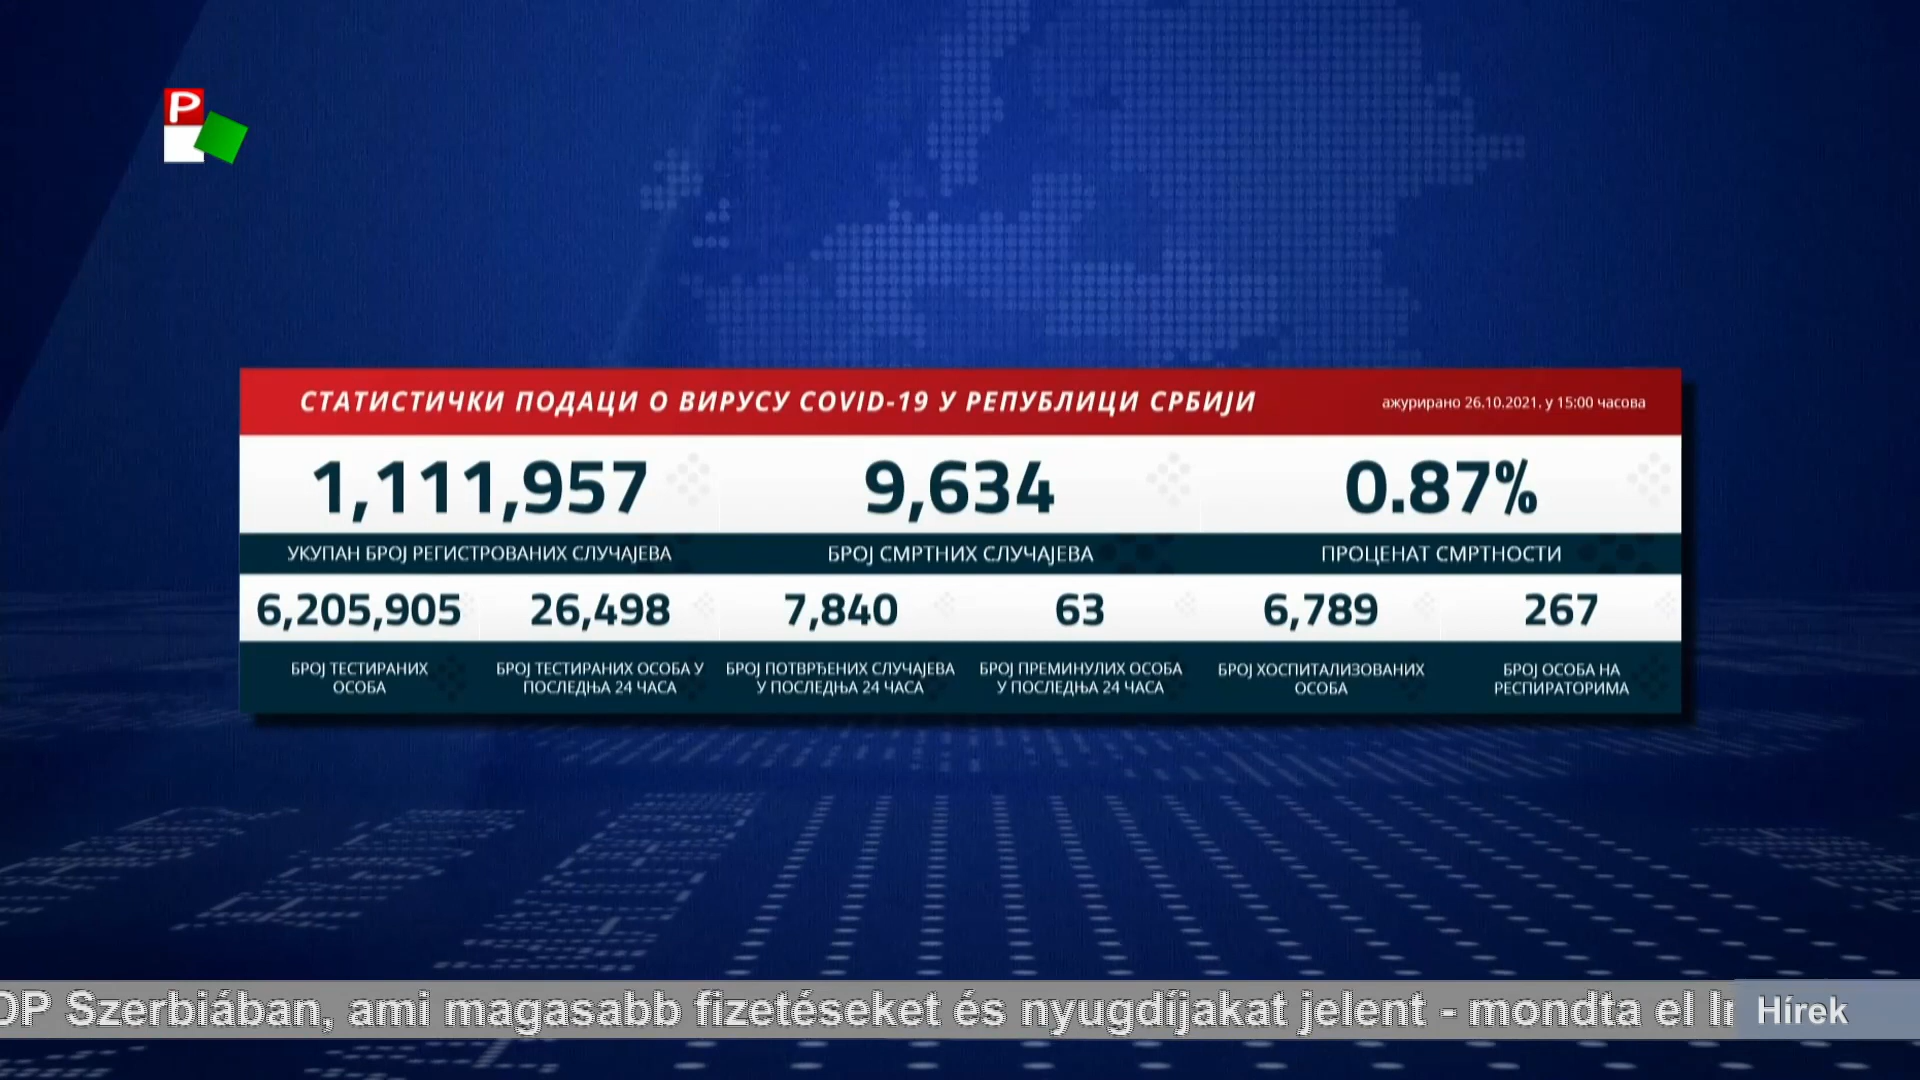 P
СТАТИСТИЧКИ ПОДАЦИ О ВИРУСУ COVID-19 У РЕПУБЛИЦИ СРБИЈИ
ажурирано 26.10.2021. у 15:00 часова
1,111,957 9,634 0.87%
УКУПАН БРОЈ РЕГИСТРОВАНИХ СЛУЧАЈЕВА БРОЈ СМРТНИХ СЛУЧАЈЕВА ПРОЦЕНАТ СМРТНОСТИ
6,205,905 26,498 7,840 63 6,789 267
БРОЈ ТЕСТИРАНИХ
ОСОБА
БРОЈ ТЕСТИРАНИХ ОСОБА У
ПОСЛЕДЊА 24 ЧАСА
БРОЈ ПОТВРЂЕНИХ СЛУЧАЈЕВА
У ПОСЛЕДЊА 24 ЧАСА
БРОЈ ПРЕМИНУЛИХ ОСОБА
У ПОСЛЕДЊА 24 ЧАСА
БРОЈ ХОСПИТАЛИЗОВАНИХ
ОСОБА
БРОЈ ОСОБА НА
РЕСПИРАТОРИМА
Szerbiában, ami magasabb fizetéseket és nyugdíjakat jelent - mondta el
Hírek